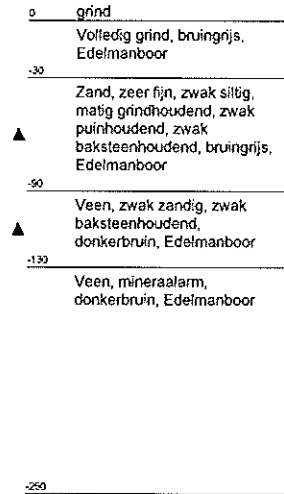 0 grind
Volledig grind, bruingrijs,
Edelmanboor
-30
Zand, zeer fijn, zwak siltig,
matig grindhoudend, zwak
puinhoudend, zwak
baksteenhoudend, bruingrijs,
Edelmanboor
-90
Veen, zwak zandig, zwak
baksteenhoudend,
donkerbruin, Edelmanboor
-130
Veen, mineraalarm,
donkerbruin, Edelmanboor
-250